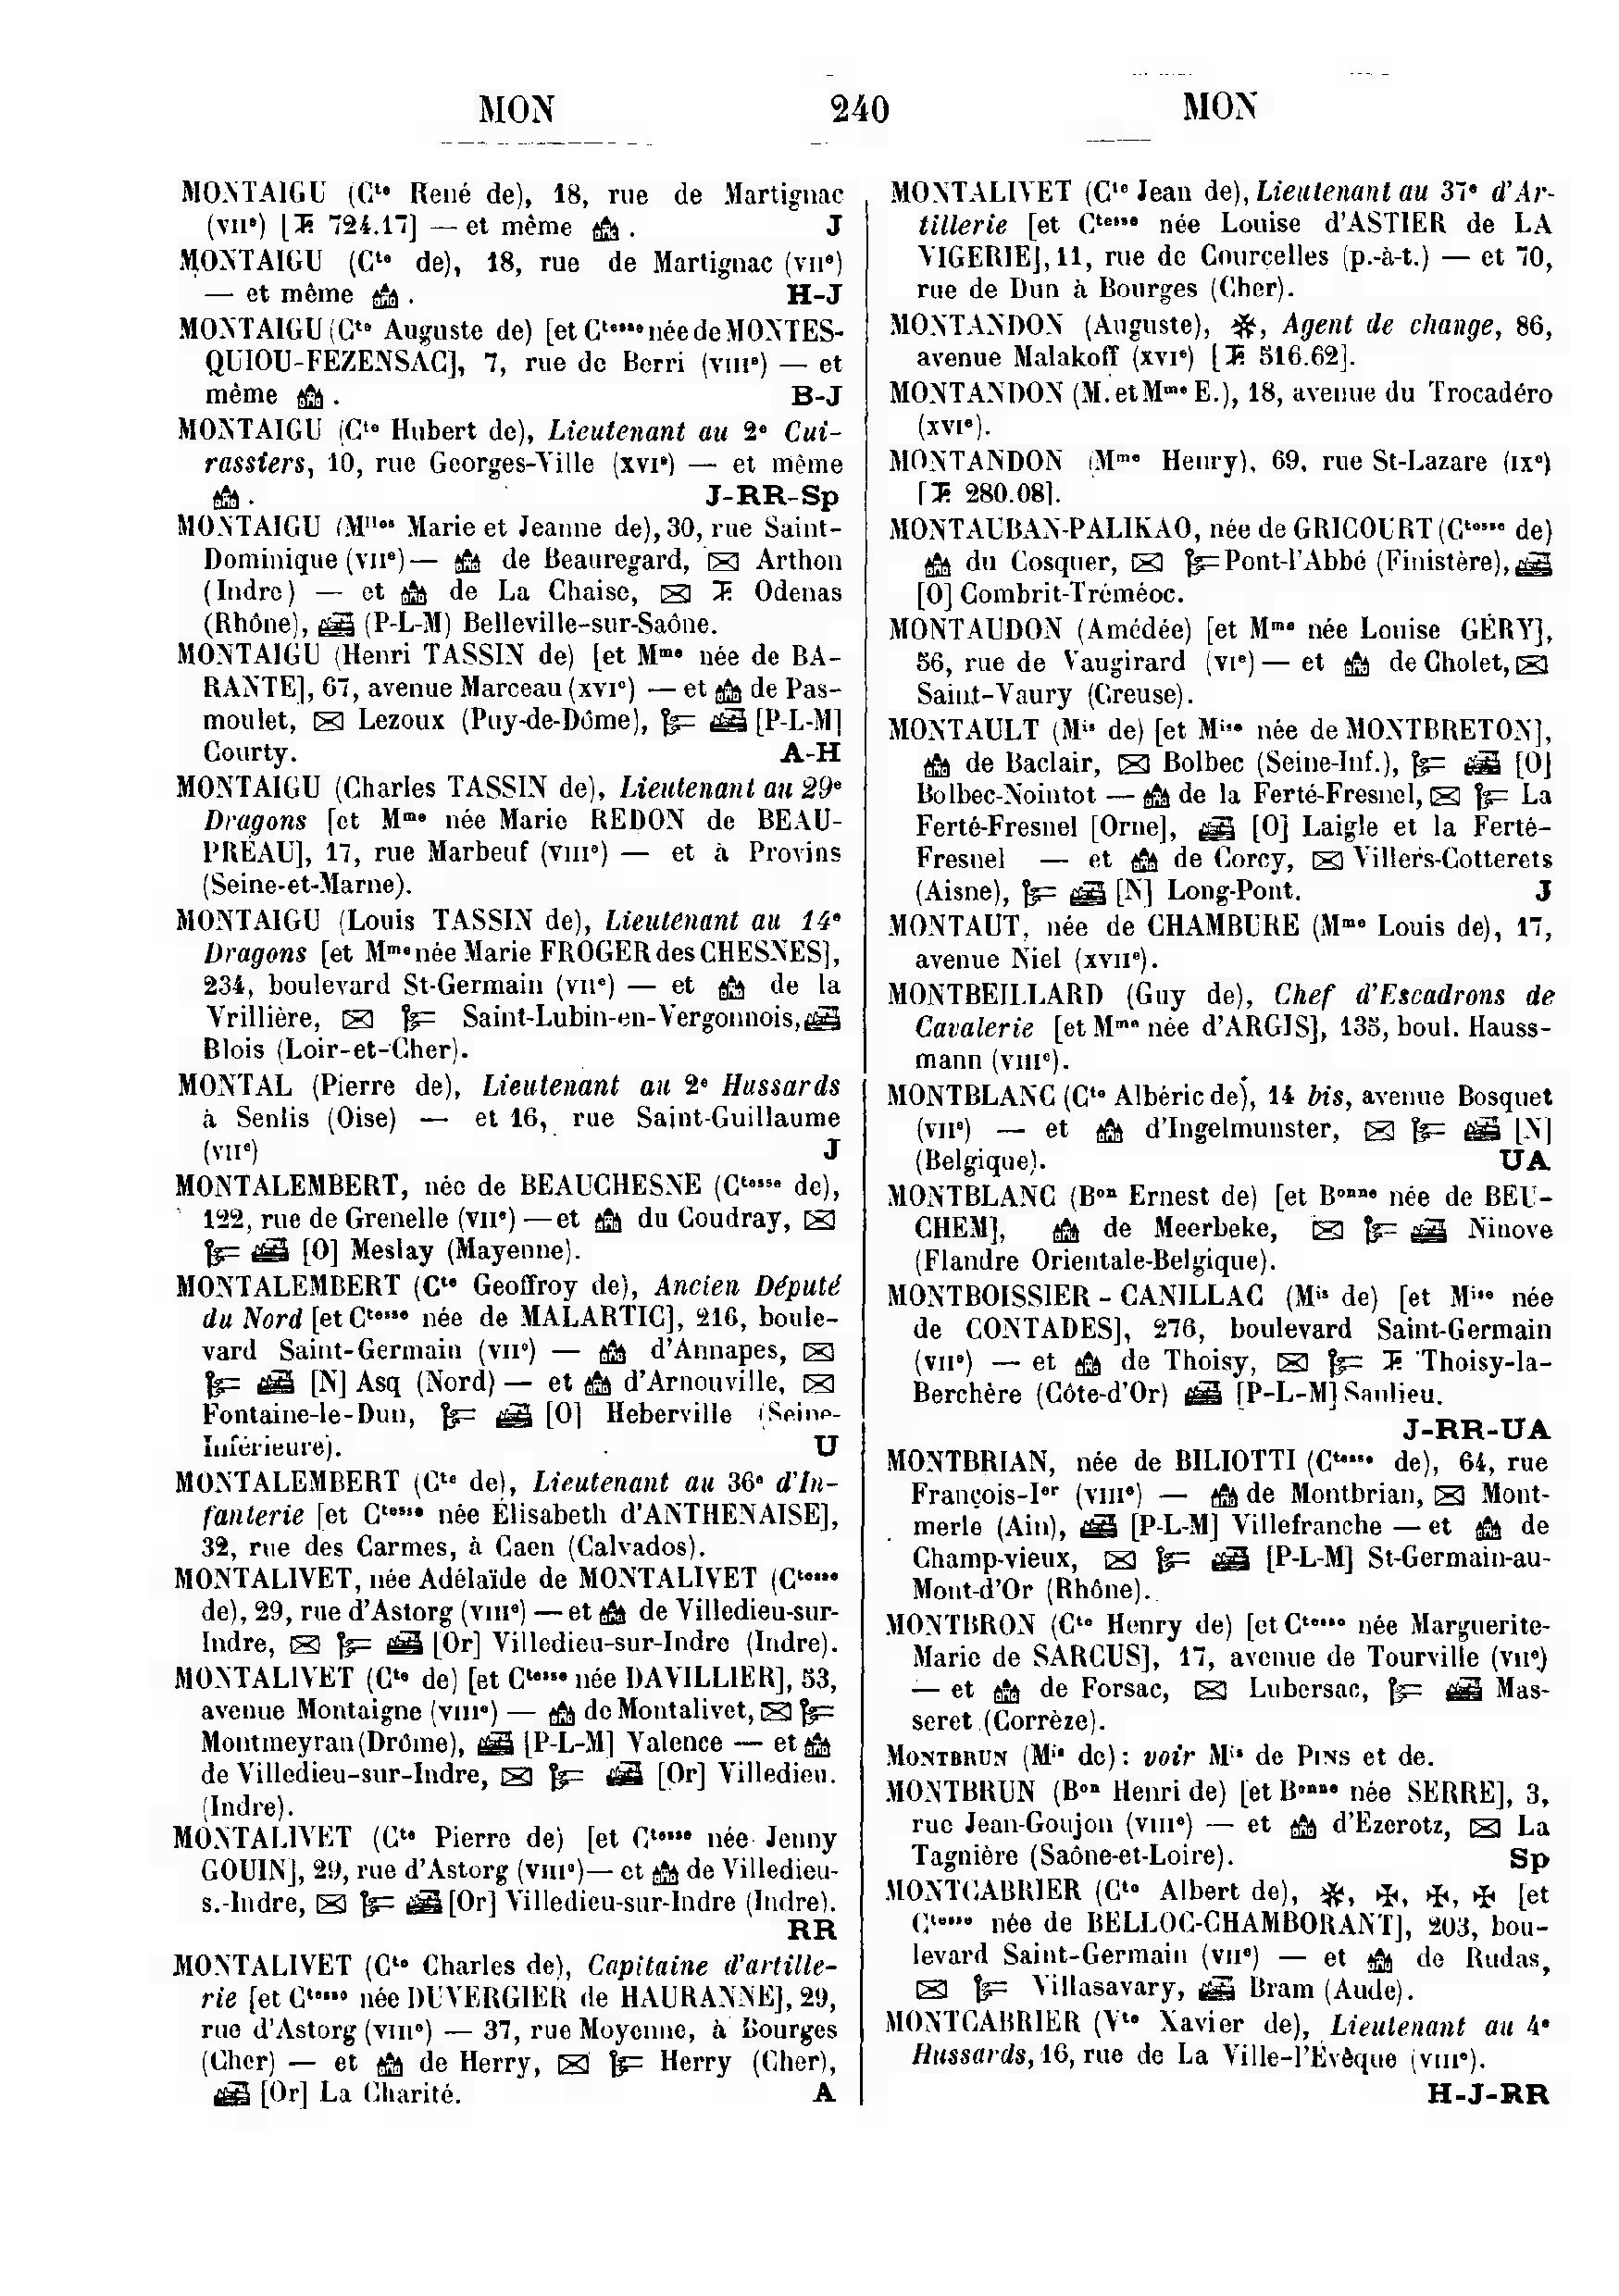 MON 240 MON
MONTAIGU (Cte René de), 18, rue de Martignac
(VIIe) [T. 724.17] — et même .  J
MONTAIGU (Cte de), 18, rue de Martignac (VIIe)
— et même .  H-J
MONTAIGU (Cte Auguste de) [et Ctesse née de MONTES-
QUIOU-FEZENSAC], 7, rue de Berri (VIIIe) — et
même .  B-J
MONTAIGU (Cte Hubert de), Lieutenant au 2e Cui-
rassiers, 10, rue Georges-Ville (XVIe) — et même
.  J-RR-Sp
MONTAIGU (Mlles Marie et Jeanne de), 30, rue Saint-
Dominique (VIIe) — de Beauregard, Arthon
(Indre) — et de La Chaise, T. Odenas
(Rhône), (P-L-M) Belleville-sur-Saône.
MONTAIGU (Henri TASSIN de) [et Mme née de BA-
RANTE], 67, avenue Marceau (XVIe) — et de Pas-
moulet, Lezoux (Puy-de-Dôme), [P-L-M]
Courty.  A-H
MONTAIGU (Charles TASSIN de), Lieutenant au 29e
Dragons [et Mme née Marie REDON de BEAU-
PRÉAU], 17, rue Marbeuf (VIIIe) — et à Provins
(Seine-et-Marne).
MONTAIGU (Louis TASSIN de), Lieutenant au 14e
Dragons [et Mme née Marie FROGER des CHESNES],
234, boulevard St-Germain (VIIe) — et de la
Vrillière, Saint-Lubin-en-Vergonnois,
Blois (Loir-et-Cher).
MONTAL (Pierre de), Lieutenant au 2e Hussards
à Senlis (Oise) — et 16, rue Saint-Guillaume
(VIIe)  J
MONTALEMBERT, née de BEAUCHESNE (Ctesse de),
122, rue de Grenelle (VIIe) — et du Coudray,
[O] Meslay (Mayenne).
MONTALEMBERT (Cte Geoffroy de), Ancien Député
du Nord [et Ctesse née de MALARTIC], 216, boule-
vard Saint-Germain (VIIe) — d'Annapes,
[N] Asq (Nord) — et d'Arnouville,
Fontaine-le-Dun, [O] Heberville (Seine-
Inférieure).  U
MONTALEMBERT (Cte de), Lieutenant au 36e d'In-
fanterie [et Ctesse née Élisabeth d'ANTHENAISE],
32, rue des Carmes, à Caen (Calvados).
MONTALIVET, née Adélaïde de MONTALIVET (Ctesse
de), 29, rue d'Astorg (VIIIe) — et de Villedieu-sur-
Indre, [Or] Villedieu-sur-Indre (Indre).
MONTALIVET (Cte de) [et Ctesse née DAVILLIER], 53,
avenue Montaigne (VIIIe) — de Montalivet,
Montmeyran (Drôme), [P-L-M] Valence — et
de Villedieu-sur-Indre, [Or] Villedieu.
(Indre).
MONTALIVET (Cte Pierre de) [et Ctesse née Jenny
GOUIN], 29, rue d'Astorg (VIIIe) — et de Villedieu-
s.-Indre, [Or] Villedieu-sur-Indre (Indre).
RR
MONTALIVET (Cte Charles de), Capitaine d'artille-
rie [et Ctesse née DUVERGIER de HAURANNE], 29,
rue d'Astorg (VIIIe) — 37, rue Moyenne, à Bourges
(Cher) — et de Herry, Herry (Cher),
[Or] La Charité.  A
MONTALIVET (Cte Jean de), Lieutenant au 37e d'Ar-
tillerie [et Ctesse née Louise d'ASTIER de LA
VIGERIE], 11, rue de Courcelles (p.-à-t.) — et 70,
rue de Dun à Bourges (Cher).
MONTANDON (Auguste), ✻, Agent de change, 86,
avenue Malakoff (XVIe) [T. 516.62].
MONTANDON (M. et Mme E.), 18, avenue du Trocadéro
(XVIe).
MONTANDON (Mme Henry), 69, rue St-Lazare (IXe)
[T. 280.08].
MONTAUBAN-PALIKAO, née de GRICOURT (Ctesse de)
du Cosquer, Pont-l'Abbé (Finistère),
[O] Combrit-Tréméoc.
MONTAUDON (Amédée) [et Mme née Louise GÉRY],
56, rue de Vaugirard (VIe) — et de Cholet,
Saint-Vaury (Creuse).
MONTAULT (Mis de) [et Mise née de MONTBRETON],
de Baclair, Bolbec (Seine-Inf.), [O]
Bolbec-Nointot — de la Ferté-Fresnel, La
Ferté-Fresnel [Orne], [O] Laigle et la Ferté-
Fresnel — et de Corcy, Villers-Cotterets
(Aisne), [N] Long-Pont.  J
MONTAUT, née de CHAMBURE (Mme Louis de), 17,
avenue Niel (XVIIe).
MONTBEILLARD (Guy de), Chef d'Escadrons de
Cavalerie [et Mme née d'ARGIS], 135, boul. Hauss-
mann (VIIIe).
MONTBLANC (Cte Albéric de), 14 bis, avenue Bosquet
(VIIe) — et d'Ingelmunster, [N]
(Belgique).  UA
MONTBLANC (Bon Ernest de) [et Bonne née de BEU-
CHEM], de Meerbeke, Ninove
(Flandre Orientale-Belgique).
MONTBOISSIER - CANILLAC (Mis de) [et Mise née
de CONTADES], 276, boulevard Saint-Germain
(VIIe) — et de Thoisy, T. Thoisy-la-
Berchère (Côte-d'Or) [P-L-M] Saulieu.
J-RR-UA
MONTBRIAN, née de BILIOTTI (Ctesse de), 64, rue
François-Ier (VIIIe) — de Montbrian, Mont-
merle (Ain), [P-L-M] Villefranche — et de
Champ-vieux, [P-L-M] St-Germain-au-
Mont-d'Or (Rhône).
MONTBRON (Cte Henry de) [et Ctesse née Marguerite-
Marie de SARCUS], 17, avenue de Tourville (VIIe)
— et de Forsac, Lubersac, Mas-
seret (Corrèze).
MONTBRUN (Mis de) : voir Mis de PINS et de.
MONTBRUN (Bon Henri de) [et Bonne née SERRE], 3,
rue Jean-Goujon (VIIIe) — et d'Ezerotz, La
Tagnière (Saône-et-Loire).  Sp
MONTCABRIER (Cte Albert de), ✻, ✠, ✠, ✠ [et
Ctesse née de BELLOC-CHAMBORANT], 203, bou-
levard Saint-Germain (VIIe) — et de Rudas,
Villasavary, Bram (Aude).
MONTCABRIER (Vte Xavier de), Lieutenant au 4e
Hussards, 16, rue de La Ville-l'Évêque (VIIIe).
H-J-RR